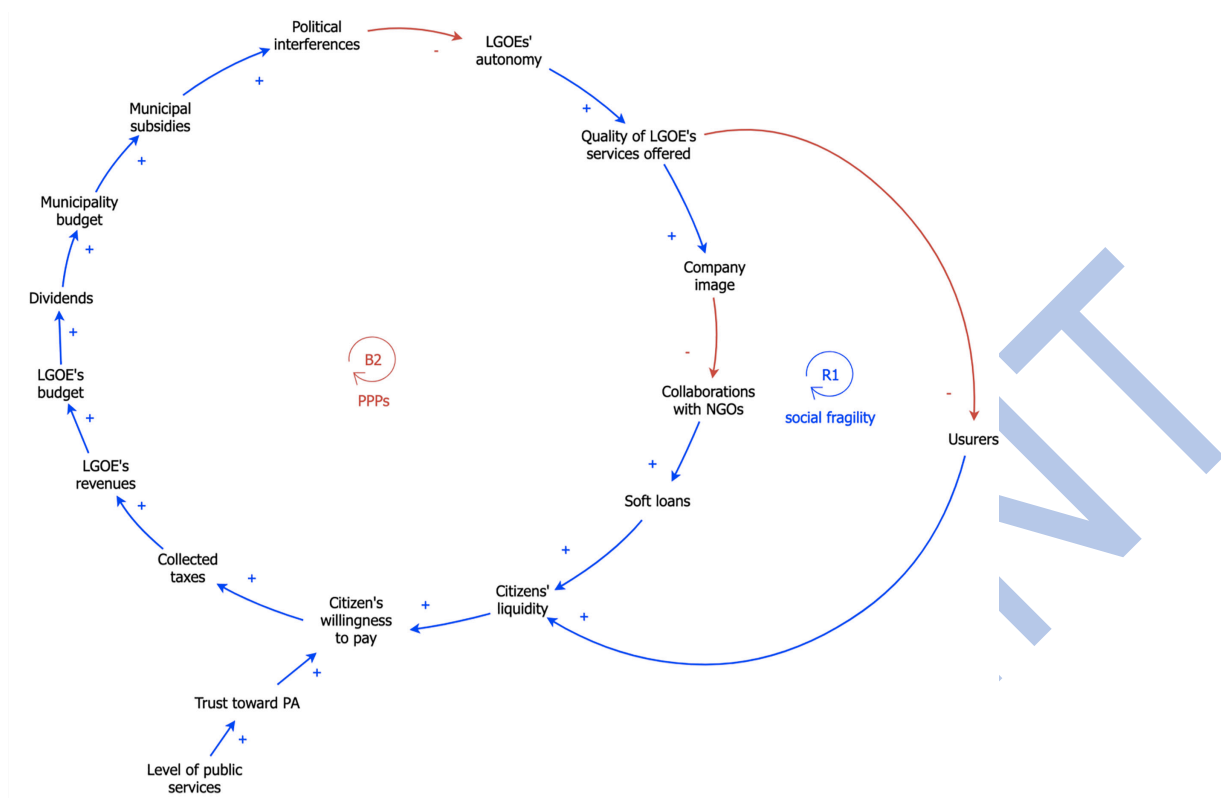 Political
interferences
-
LGOEs'
autonomy
+
Municipal
subsidies
+
Quality of LGOE's
services offered
+
Municipality
budget
+
Company
image
+
Dividends
+
-
B2
PPPs
R1
social fragility
LGOE's
budget
+
Collaborations
with NGOs
-
Usurers
LGOE's
revenues
+
+
Soft loans
Collected
taxes
+
+
Citizens'
liquidity
+
+
Citizen's
willingness
to pay
+
Trust toward PA
+
Level of public
services